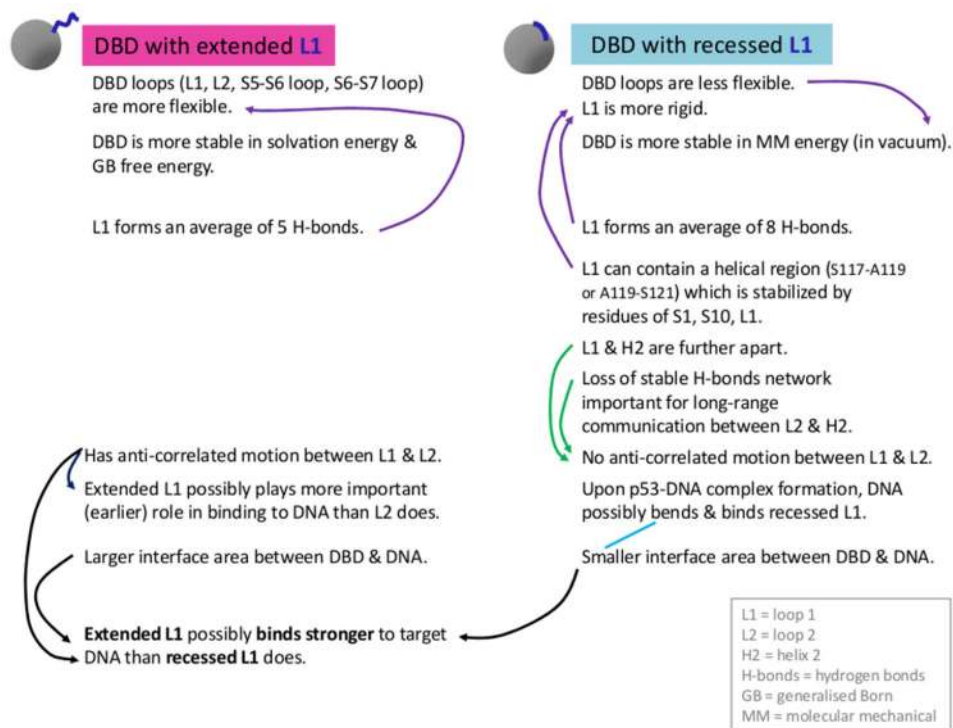 DBD with extended L1
DBD loops (L1, L2, S5-S6 loop, S6-S7 loop)
are more flexible.
DBD is more stable in solvation energy &
GB free energy.
L1 forms an average of 5 H-bonds.
Has anti-correlated motion between L1 & L2.
Extended L1 possibly plays more important
(earlier) role in binding to DNA than L2 does.
Larger interface area between DBD & DNA.
Extended L1 possibly binds stronger to target
DNA than recessed L1 does.
DBD with recessed L1
DBD loops are less flexible.
L1 is more rigid.
DBD is more stable in MM energy (in vacuum).
L1 forms an average of 8 H-bonds.
L1 can contain a helical region (S117-A119
or A119-S121) which is stabilized by
residues of S1, S10, L1.
L1 & H2 are further apart.
Loss of stable H-bonds network
important for long-range
communication between L2 & H2.
No anti-correlated motion between L1 & L2.
Upon p53-DNA complex formation, DNA
possibly bends & binds recessed L1.
Smaller interface area between DBD & DNA.
L1 = loop 1
L2 = loop 2
H2 = helix 2
H-bonds = hydrogen bonds
GB = generalised Born
MM = molecular mechanical